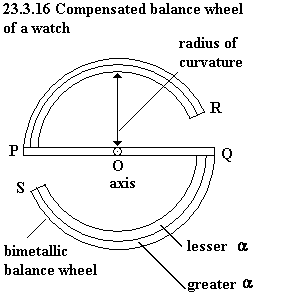 23.3.16 Compensated balance wheel
of a watch
radius of
curvature
R
P
Q
O
axis
S
lesser α
bimetallic
balance wheel
greater α